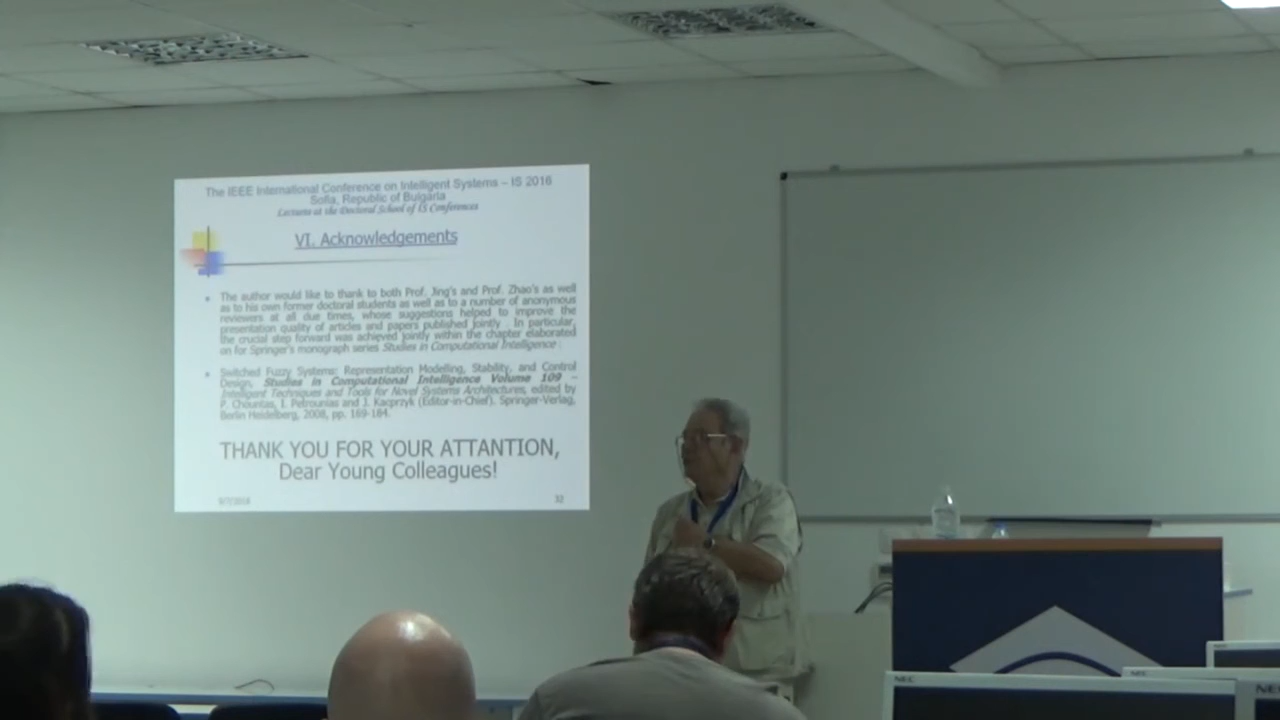 The IEEE International Conference on Intelligent Systems – IS 2016
Sofia, Republic of Bulgaria
Lectures at the Doctoral School of IS Conferences
VI. Acknowledgements
The author would like to thank to both Prof. Jing's and Prof. Zhao's as well
as to his own former doctoral students as well as to a number of anonymous
reviewers at all due times, whose suggestions helped to improve the
presentation quality of articles and papers published jointly . In particular,
the crucial step forward was achieved jointly within the chapter elaborated
on for Springer's monograph series Studies in Computational Intelligence :
Switched Fuzzy Systems: Representation Modelling, Stability, and Control
Design, Studies in Computational Intelligence Volume 109 –
Intelligent Techniques and Tools for Novel Systems Architectures, edited by
P. Chountas, I. Petrounias and J. Kacprzyk (Editor-in-Chief). Springer-Verlag,
Berlin Heidelberg, 2008, pp. 169-184.
THANK YOU FOR YOUR ATTANTION,
Dear Young Colleagues!
32
NEC
NEC
NEC